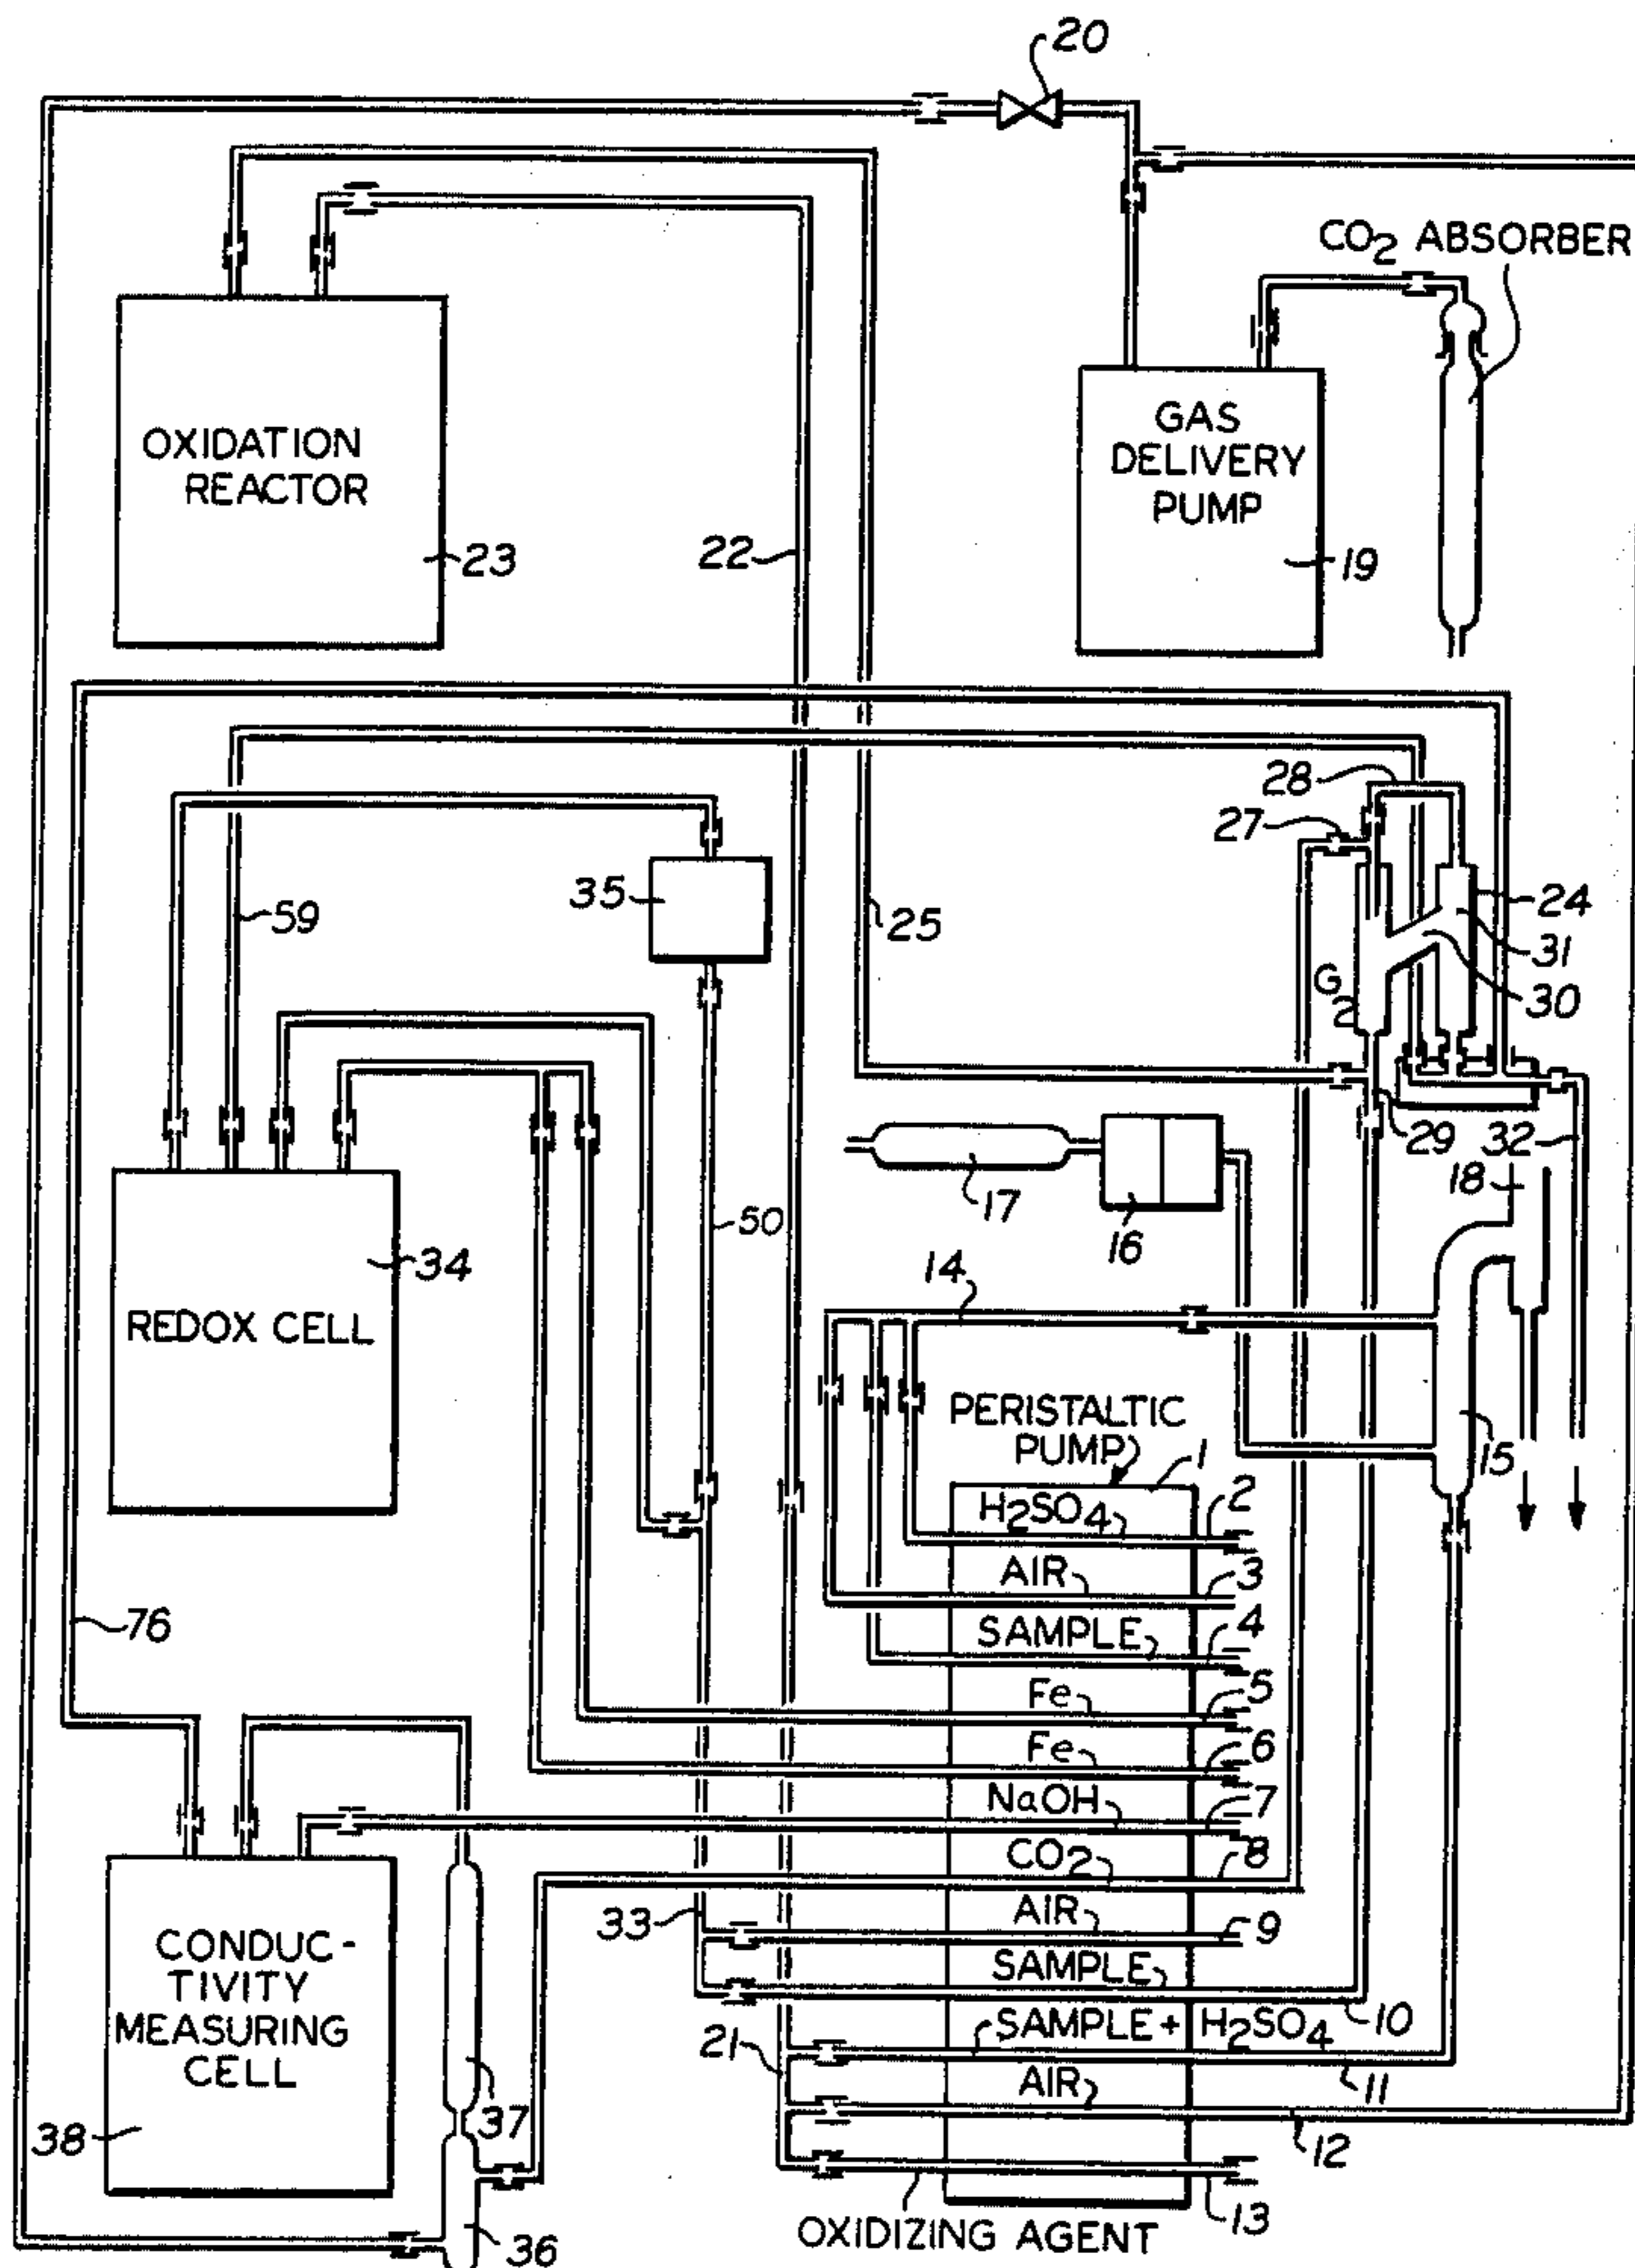 20
CO2 ABSORBER
OXIDATION
REACTOR
23
22
GAS
DELIVERY
PUMP
19
28
27
59
35
25
24
31
30
G2
29
32
17
16
18
50
34
REDOX CELL
14
15
PERISTALTIC
PUMP
1
H2SO4
2
AIR
3
SAMPLE
4
76
Fe
5
Fe
6
NaOH
7
CO2
8
33
AIR
9
SAMPLE
10
CONDUC-
TIVITY
MEASURING
CELL
SAMPLE + H2SO4
11
21
AIR
12
37
38
13
36
OXIDIZING AGENT